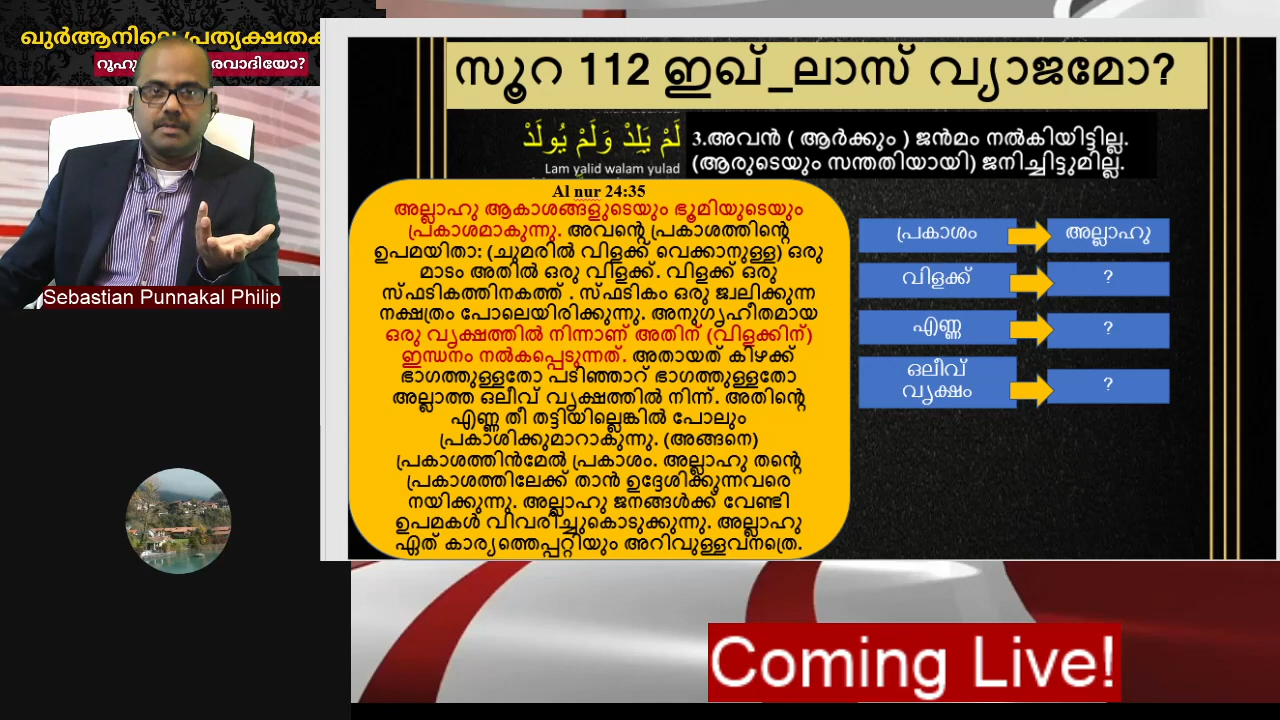 ഖുർആനിലെ പ്രത്യക്ഷതക
റൂഹു രവാദിയോ?
Sebastian Punnakal Philip
സൂറ 112 ഇഖ്_ലാസ് വ്യാജമോ?
لَمْ يَلِدْ وَلَمْ يُولَدْ
Lam yalid walam yulad
3.അവൻ ( ആർക്കും ) ജൻമം നൽകിയിട്ടില്ല.
(ആരുടെയും സന്തതിയായി) ജനിച്ചിട്ടുമില്ല.
Al nur 24:35
അല്ലാഹു ആകാശങ്ങളുടെയും ഭൂമിയുടെയും
പ്രകാശമാകുന്നു. അവന്റെ പ്രകാശത്തിന്റെ
ഉപമയിതാ: (ചുമരിൽ വിളക്ക് വെക്കാനുള്ള) ഒരു
മാടം അതിൽ ഒരു വിളക്ക്. വിളക്ക് ഒരു
സ്ഫടികത്തിനകത്ത് . സ്ഫടികം ഒരു ജ്വലിക്കുന്ന
നക്ഷത്രം പോലെയിരിക്കുന്നു. അനുഗൃഹീതമായ
ഒരു വൃക്ഷത്തിൽ നിന്നാണ് അതിന് (വിളക്കിന്)
ഇന്ധനം നൽകപ്പെടുന്നത്. അതായത് കിഴക്ക്
ഭാഗത്തുള്ളതോ പടിഞ്ഞാറ് ഭാഗത്തുള്ളതോ
അല്ലാത്ത ഒലീവ് വൃക്ഷത്തിൽ നിന്ന്. അതിന്റെ
എണ്ണ തീ തട്ടിയില്ലെങ്കിൽ പോലും
പ്രകാശിക്കുമാറാകുന്നു. (അങ്ങനെ)
പ്രകാശത്തിൻമേൽ പ്രകാശം. അല്ലാഹു തന്റെ
പ്രകാശത്തിലേക്ക് താൻ ഉദ്ദേശിക്കുന്നവരെ
നയിക്കുന്നു. അല്ലാഹു ജനങ്ങൾക്ക് വേണ്ടി
ഉപമകൾ വിവരിച്ചുകൊടുക്കുന്നു. അല്ലാഹു
ഏത് കാര്യത്തെപ്പറ്റിയും അറിവുള്ളവനത്രെ.
പ്രകാശം അല്ലാഹു
വിളക്ക് ?
എണ്ണ ?
ഒലീവ്
വൃക്ഷം ?
Coming Live!